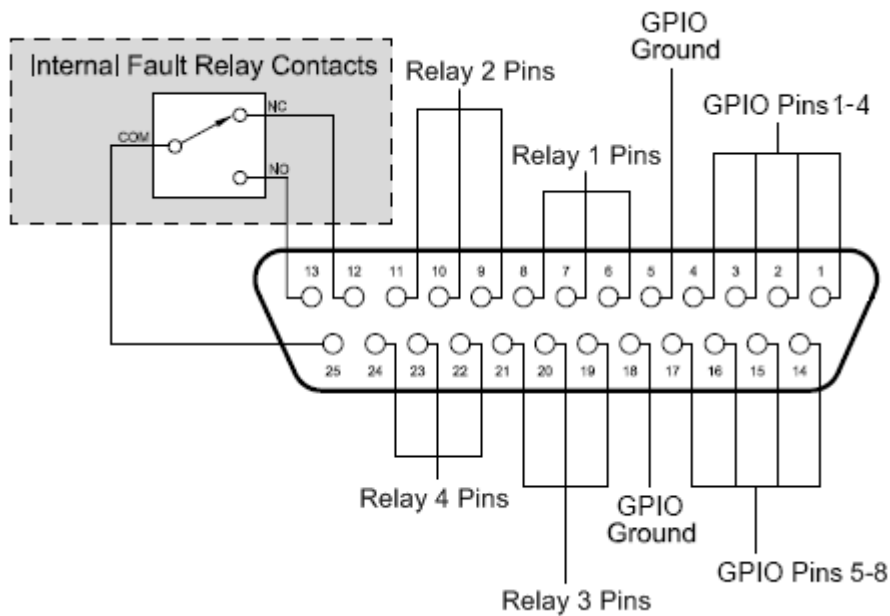 Internal Fault Relay Contacts
NC
COM
NO
Relay 2 Pins
Relay 1 Pins
GPIO
Ground
GPIO Pins 1-4
13 12 11 10 9 8 7 6 5 4 3 2 1
25 24 23 22 21 20 19 18 17 16 15 14
Relay 4 Pins
Relay 3 Pins
GPIO
Ground
GPIO Pins 5-8